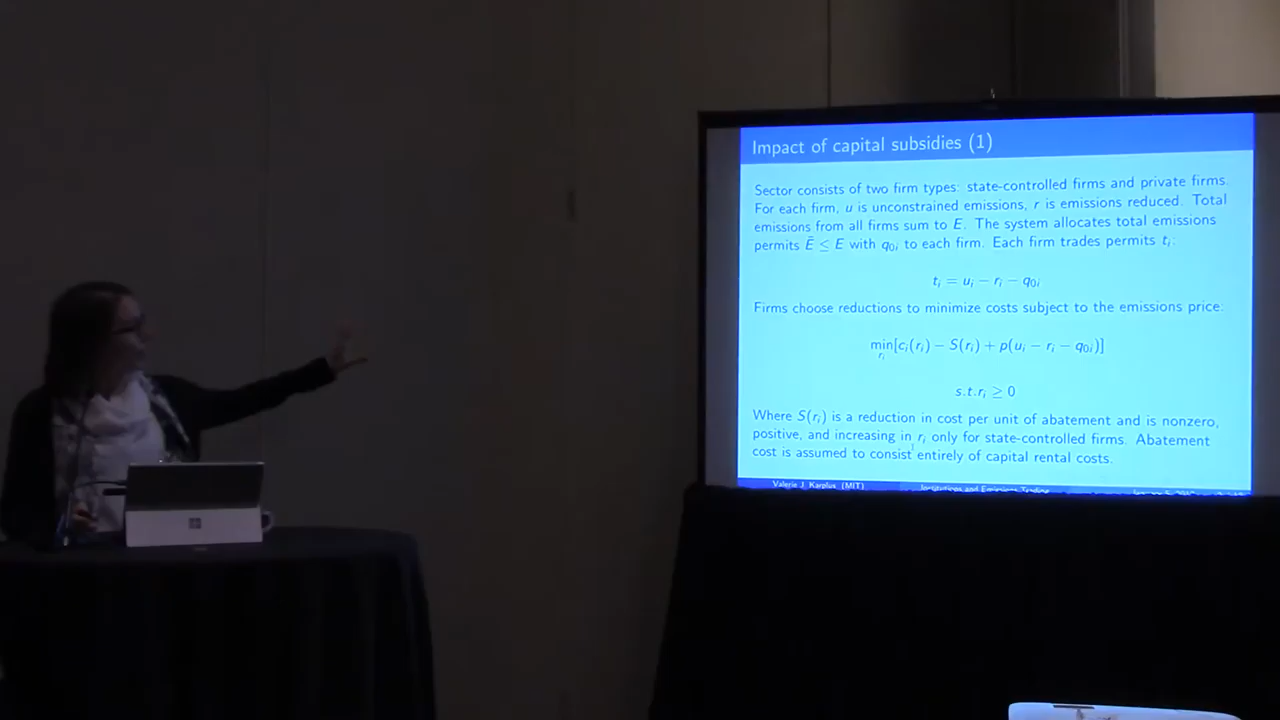 Impact of capital subsidies (1)
Sector consists of two firm types: state-controlled firms and private firms.
For each firm, u is unconstrained emissions, r is emissions reduced. Total
emissions from all firms sum to E. The system allocates total emissions
permits Ē ≤ E with q₀ᵢ to each firm. Each firm trades permits tᵢ:
tᵢ = uᵢ − rᵢ − q₀ᵢ
Firms choose reductions to minimize costs subject to the emissions price:
min[cᵢ(rᵢ) − S(rᵢ) + p(uᵢ − rᵢ − q₀ᵢ)]
rᵢ
s.t.rᵢ ≥ 0
Where S(rᵢ) is a reduction in cost per unit of abatement and is nonzero,
positive, and increasing in rᵢ only for state-controlled firms. Abatement
cost is assumed to consist entirely of capital rental costs.
Valerie J. Karplus (MIT) Institutions and Emissions Trading